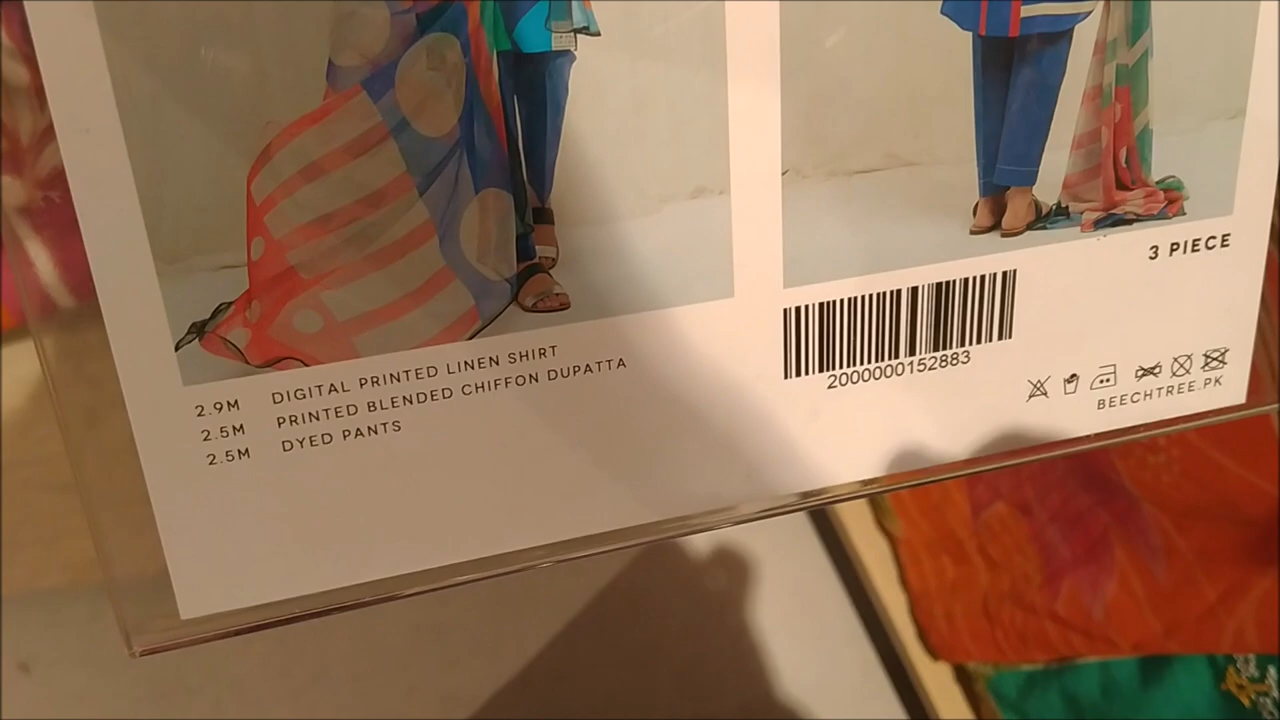 2.9M DIGITAL PRINTED LINEN SHIRT
2.5M PRINTED BLENDED CHIFFON DUPATTA
2.5M DYED PANTS
3 PIECE
2000000152883
BEECHTREE.PK